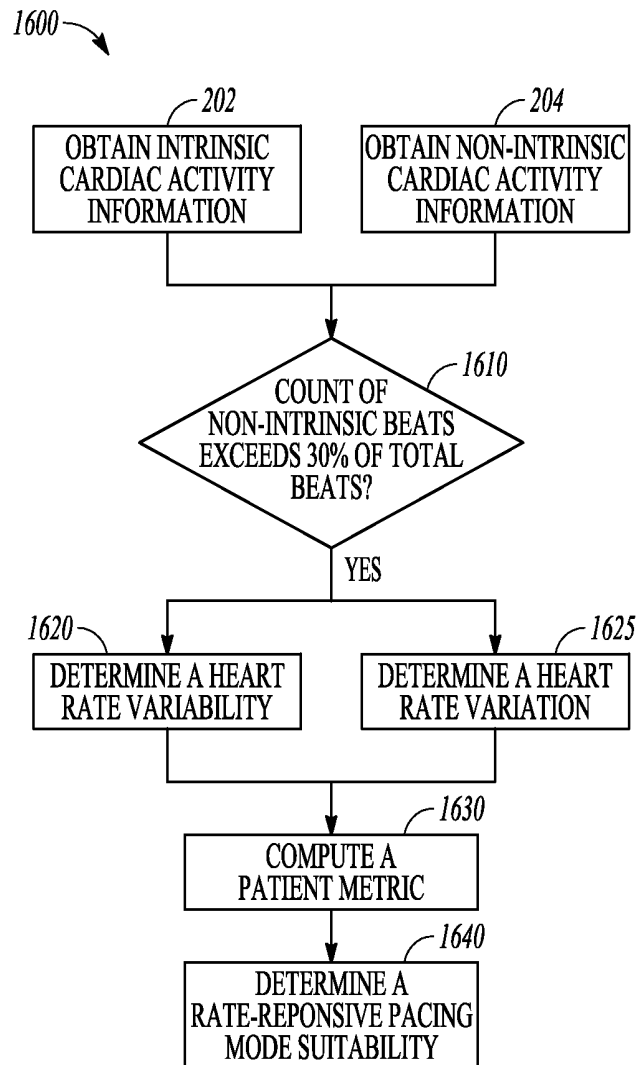 1600
202
204
OBTAIN INTRINSIC
CARDIAC ACTIVITY
INFORMATION
OBTAIN NON-INTRINSIC
CARDIAC ACTIVITY
INFORMATION
1610
COUNT OF
NON-INTRINSIC BEATS
EXCEEDS 30% OF TOTAL
BEATS?
YES
1620
1625
DETERMINE A HEART
RATE VARIABILITY
DETERMINE A HEART
RATE VARIATION
1630
COMPUTE A
PATIENT METRIC
1640
DETERMINE A
RATE-REPONSIVE PACING
MODE SUITABILITY